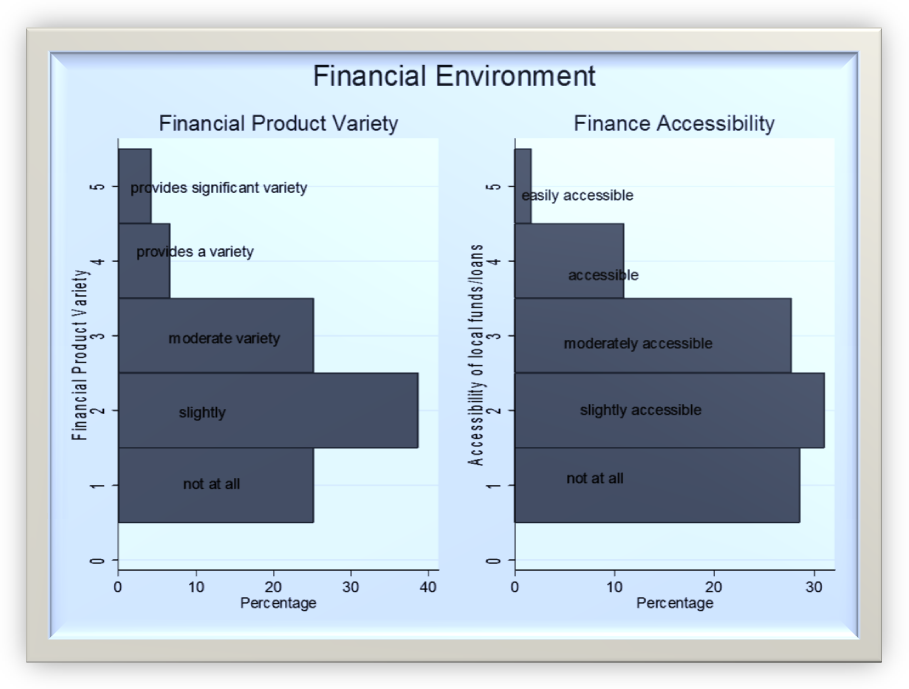 Financial Environment
Financial Product Variety
Financial Product Variety
5
4
3
2
1
0
provides significant variety
provides a variety
moderate variety
slightly
not at all
0 10 20 30 40
Percentage
Finance Accessibility
Accessibility of local funds/loans
5
4
3
2
1
0
easily accessible
accessible
moderately accessible
slightly accessible
not at all
0 10 20 30
Percentage